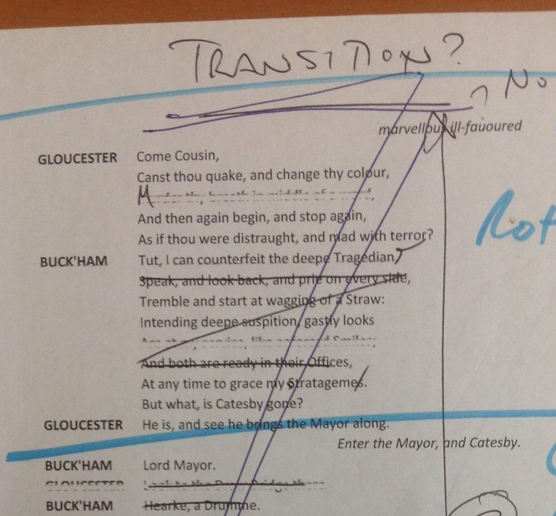 TRANSITION?
No
marvellous ill-fauoured
GLOUCESTER Come Cousin,
Canst thou quake, and change thy colour,
M
And then again begin, and stop again,
As if thou were distraught, and mad with terror?
BUCK'HAM Tut, I can counterfeit the deepe Tragedian,
Speak, and look back, and prie on every side,
Tremble and start at wagging of a Straw:
Intending deepe suspition, gastly looks
And both are ready in their Offices,
At any time to grace my Stratagemes.
But what, is Catesby gone?
GLOUCESTER He is, and see he brings the Mayor along.
Enter the Mayor, and Catesby.
BUCK'HAM Lord Mayor.
GLOUCESTER
BUCK'HAM Hearke, a Drumme.